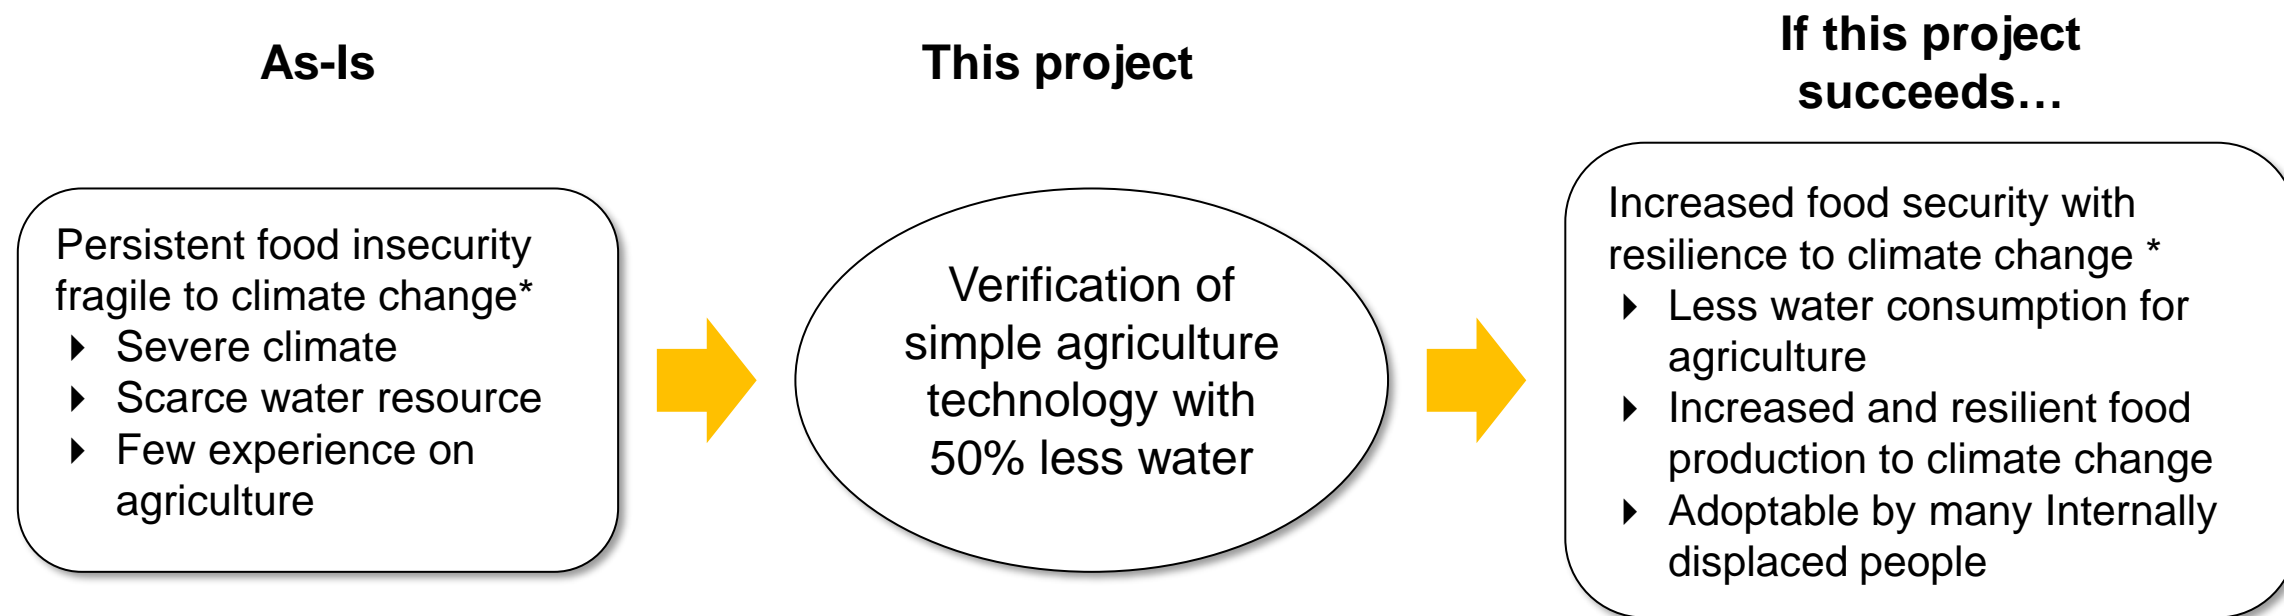 As-Is
Persistent food insecurity
fragile to climate change*
Severe climate
Scarce water resource
Few experience on
agriculture
This project
Verification of
simple agriculture
technology with
50% less water
If this project
succeeds…
Increased food security with
resilience to climate change *
Less water consumption for
agriculture
Increased and resilient food
production to climate change
Adoptable by many Internally
displaced people